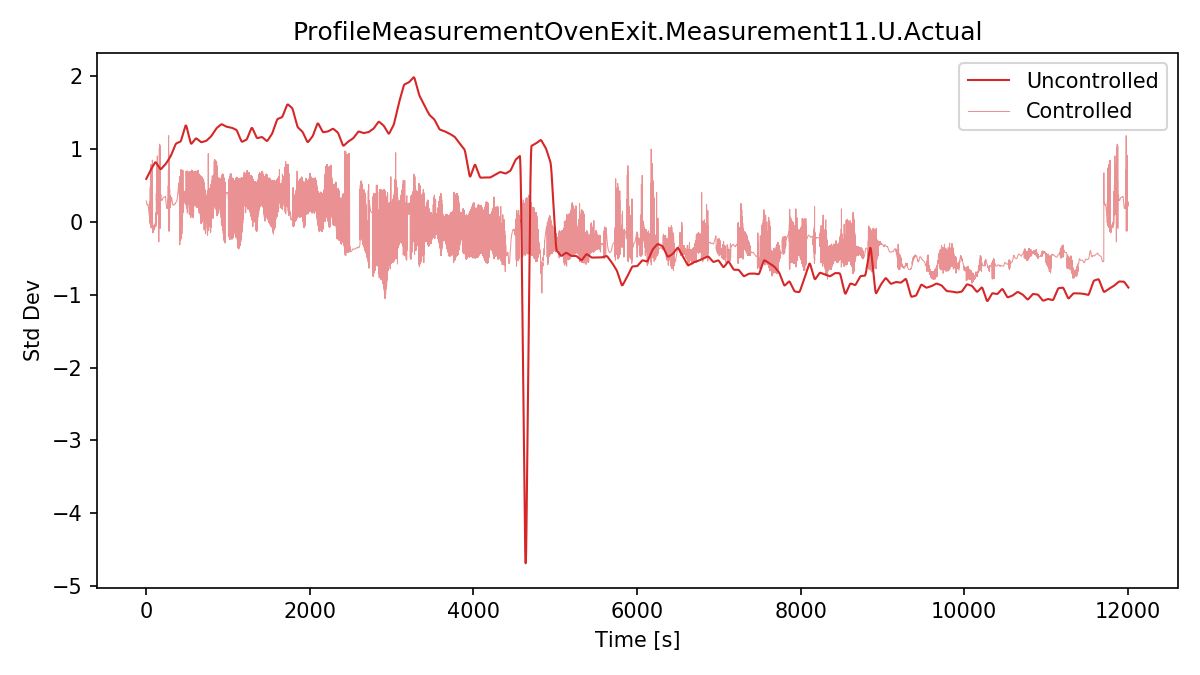 ProfileMeasurementOvenExit.Measurement11.U.Actual
Uncontrolled
Controlled
2
1
0
−1
−2
−3
−4
−5
Std Dev
0 2000 4000 6000 8000 10000 12000
Time [s]